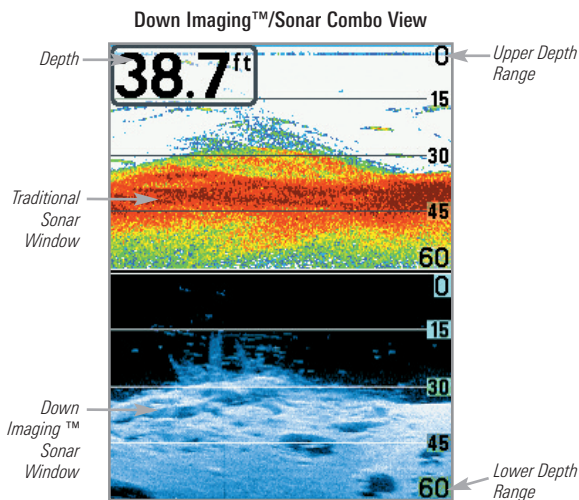 Down Imaging™/Sonar Combo View
Depth
38.7ft
Upper Depth
Range
0
15
30
45
60
Traditional
Sonar
Window
0
15
30
45
60
Down
Imaging ™
Sonar
Window
Lower Depth
Range